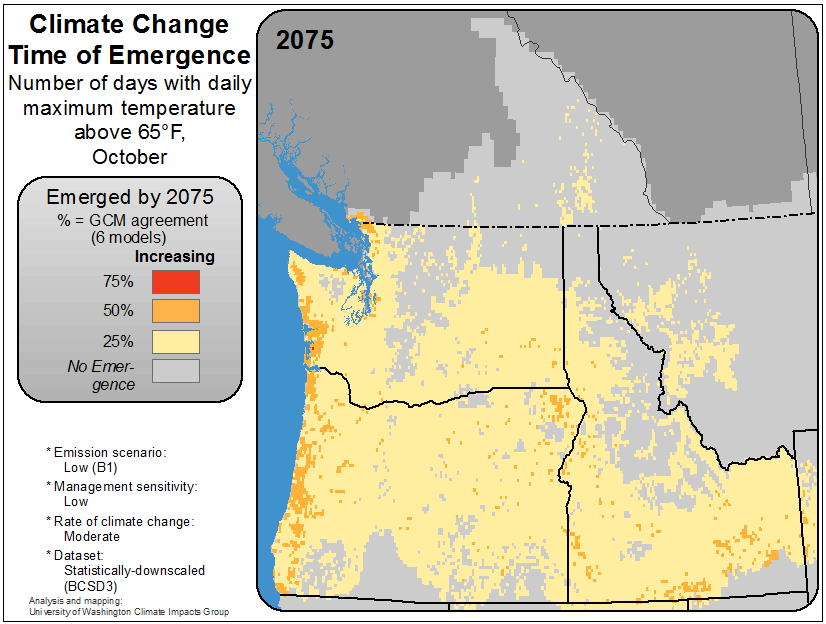 Climate Change
Time of Emergence
Number of days with daily
maximum temperature
above 65°F,
October
2075
Emerged by 2075
% = GCM agreement
(6 models)
Increasing
75%
50%
25%
No Emer-
gence
* Emission scenario:
Low (B1)
* Management sensitivity:
Low
* Rate of climate change:
Moderate
* Dataset:
Statistically-downscaled
(BCSD3)
Analysis and mapping:
University of Washington Climate Impacts Group